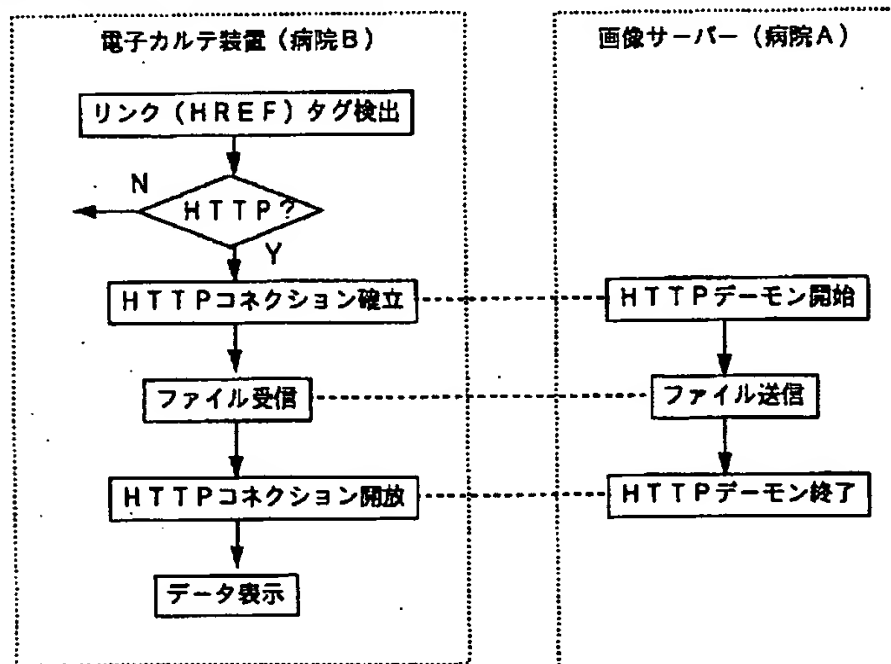 電子カルテ装置（病院Ｂ）
リンク（ＨＲＥＦ）タグ検出
Ｎ
ＨＴＴＰ？
Ｙ
ＨＴＴＰコネクション確立
ファイル受信
ＨＴＴＰコネクション開放
データ表示
画像サーバー（病院Ａ）
ＨＴＴＰデーモン開始
ファイル送信
ＨＴＴＰデーモン終了